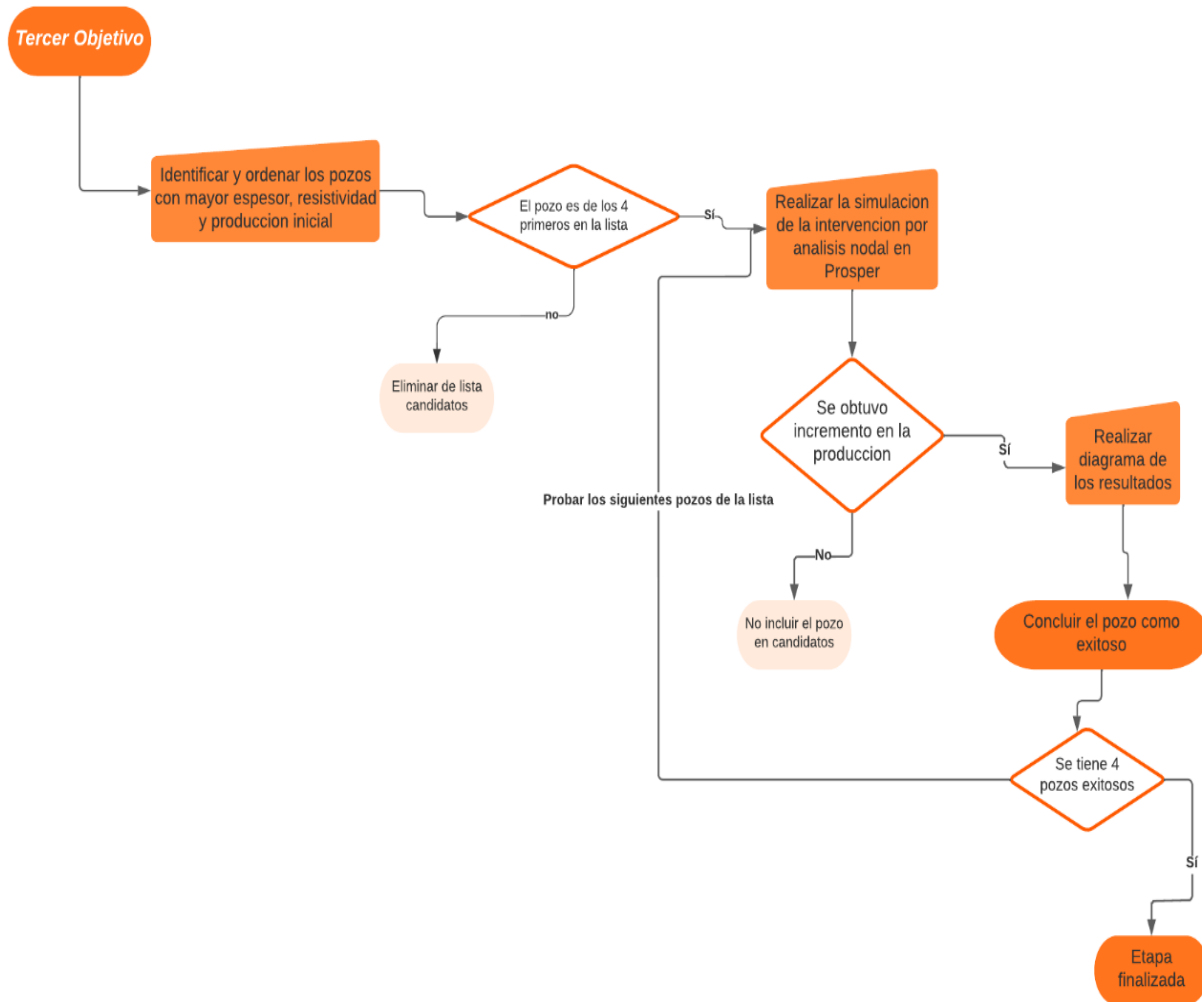 Tercer Objetivo
Identificar y ordenar los pozos
con mayor espesor, resistividad
y produccion inicial
El pozo es de los 4
primeros en la lista
Sí
Realizar la simulacion
de la intervencion por
analisis nodal en
Prosper
no
Eliminar de lista
candidatos
Se obtuvo
incremento en la
produccion
Sí
Realizar
diagrama de
los resultados
Probar los siguientes pozos de la lista
No
No incluir el pozo
en candidatos
Concluir el pozo como
exitoso
Se tiene 4
pozos exitosos
Sí
Etapa
finalizada